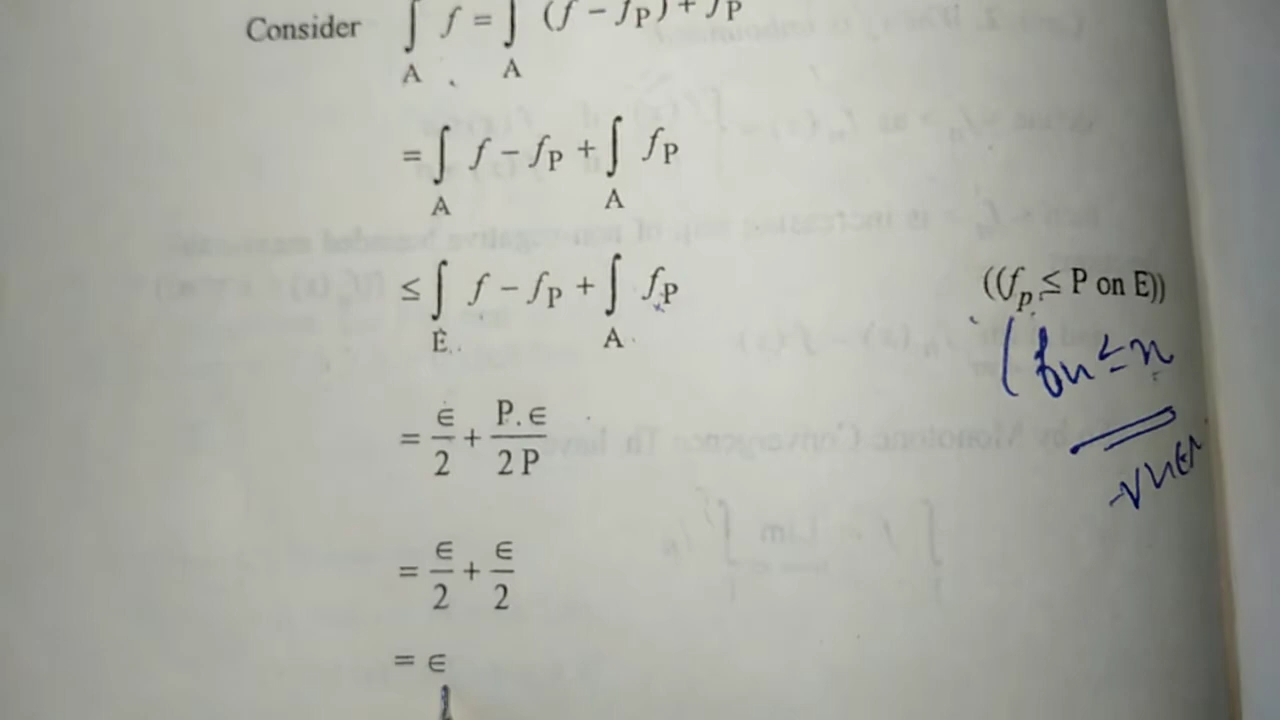 Consider ∫_A f = ∫_A (f − f_P) + f_P
= ∫_A f − f_P + ∫_A f_P
≤ ∫_E f − f_P + ∫_A f_P ((f_p ≤ P on E))
(fn ≤ n
∀n∈N
= ∈/2 + P.∈/2P
= ∈/2 + ∈/2
= ∈